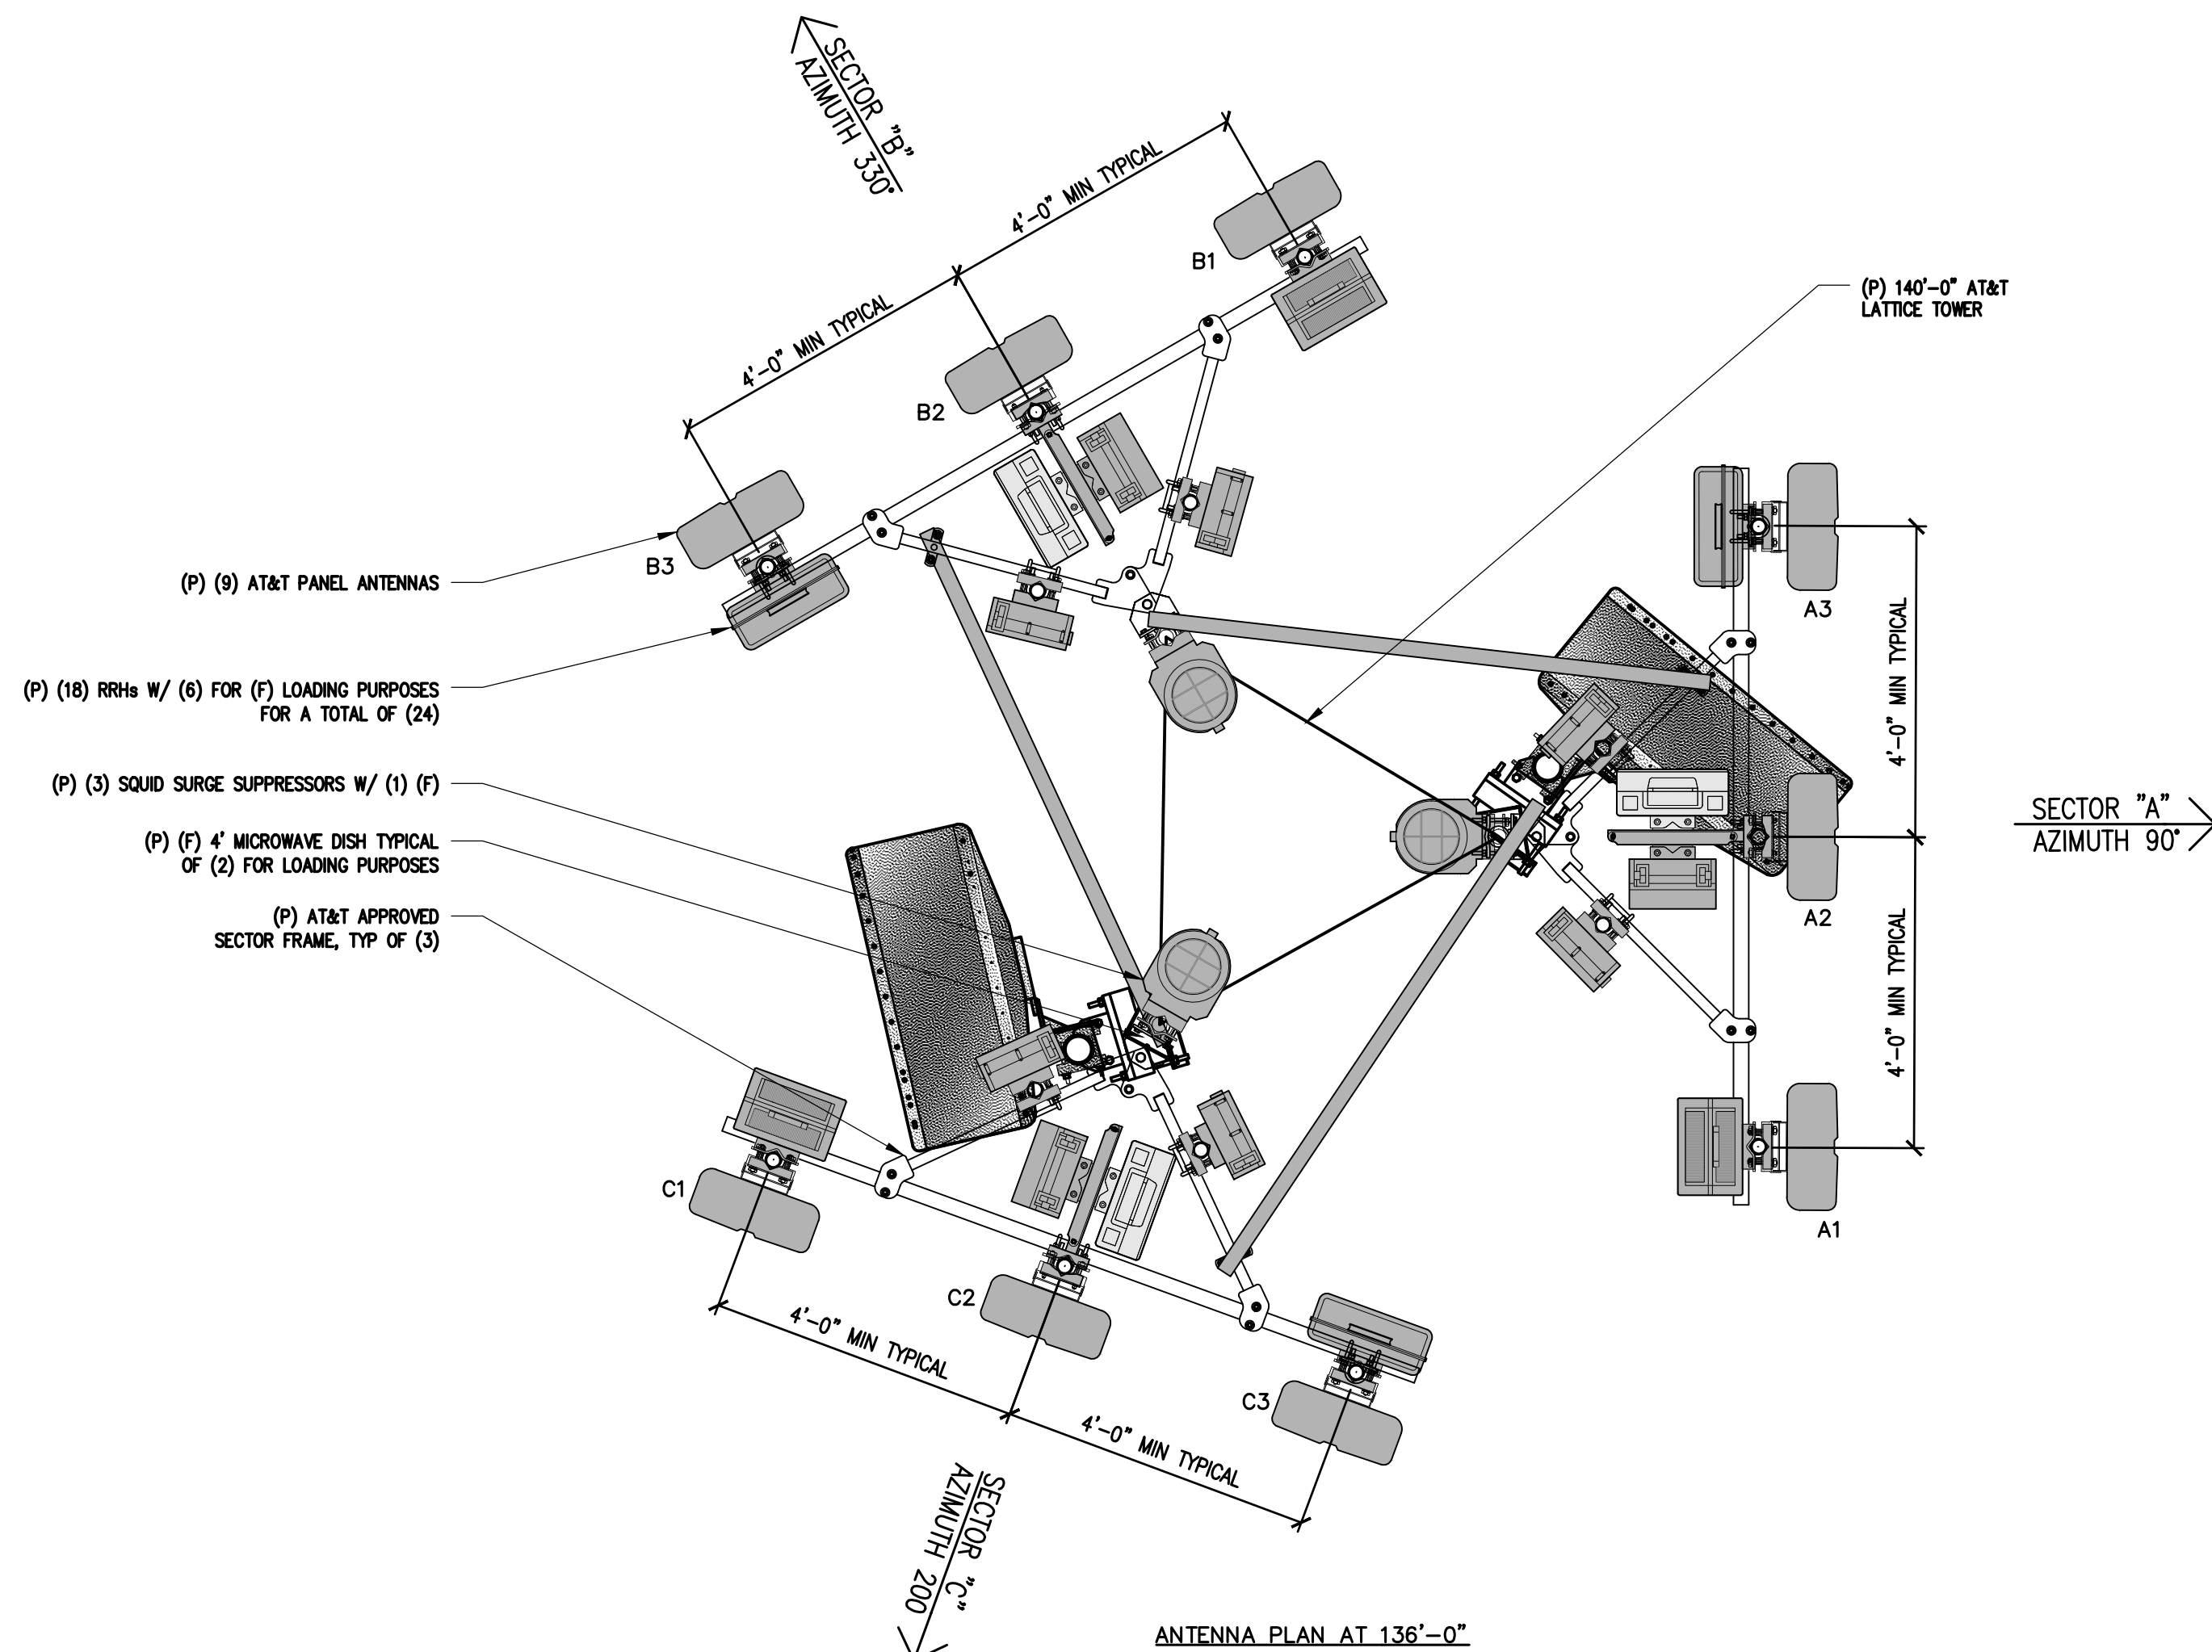 SECTOR "B"
AZIMUTH 330°
4'-0" MIN TYPICAL
4'-0" MIN TYPICAL
B1
B2
B3
(P) 140'-0" AT&T
LATTICE TOWER
(P) (9) AT&T PANEL ANTENNAS
(P) (18) RRHs W/ (6) FOR (F) LOADING PURPOSES
FOR A TOTAL OF (24)
(P) (3) SQUID SURGE SUPPRESSORS W/ (1) (F)
(P) (F) 4' MICROWAVE DISH TYPICAL
OF (2) FOR LOADING PURPOSES
(P) AT&T APPROVED
SECTOR FRAME, TYP OF (3)
A3
4'-0" MIN TYPICAL
SECTOR "A"
AZIMUTH 90°
A2
4'-0" MIN TYPICAL
A1
C1
C2
C3
4'-0" MIN TYPICAL
4'-0" MIN TYPICAL
SECTOR "C"
AZIMUTH 200
ANTENNA PLAN AT 136'-0"